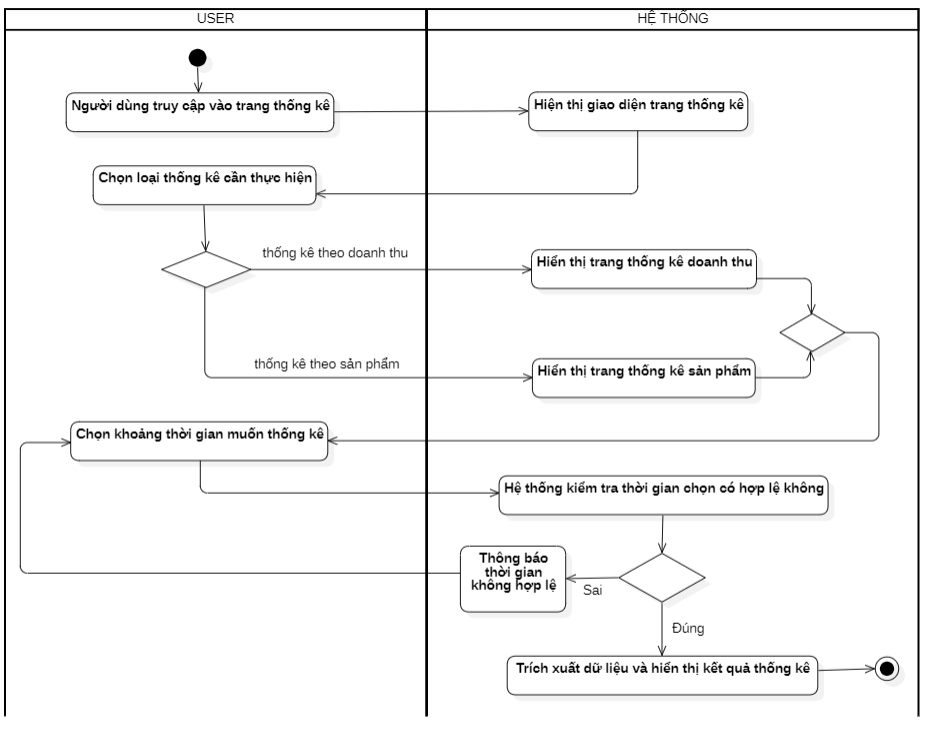 USER
HỆ THỐNG
Người dùng truy cập vào trang thống kê
Hiện thị giao diện trang thống kê
Chọn loại thống kê cần thực hiện
thống kê theo doanh thu
Hiển thị trang thống kê doanh thu
thống kê theo sản phẩm
Hiển thị trang thống kê sản phẩm
Chọn khoảng thời gian muốn thống kê
Hệ thống kiểm tra thời gian chọn có hợp lệ không
Thông báo
thời gian
không hợp lệ
Sai
Đúng
Trích xuất dữ liệu và hiển thị kết quả thống kê